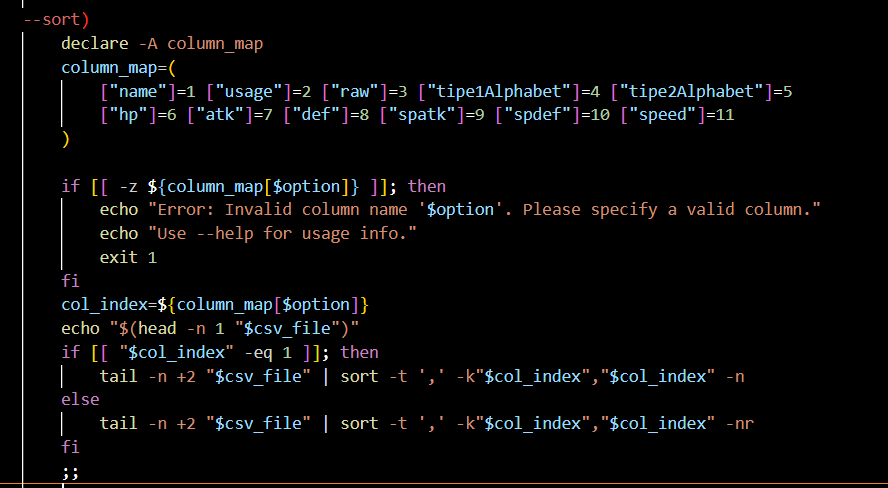 --sort)
declare -A column_map
column_map=(
["name"]=1 ["usage"]=2 ["raw"]=3 ["tipe1Alphabet"]=4 ["tipe2Alphabet"]=5
["hp"]=6 ["atk"]=7 ["def"]=8 ["spatk"]=9 ["spdef"]=10 ["speed"]=11
)
if [[ -z ${column_map[$option]} ]]; then
echo "Error: Invalid column name '$option'. Please specify a valid column."
echo "Use --help for usage info."
exit 1
fi
col_index=${column_map[$option]}
echo "$(head -n 1 "$csv_file")"
if [[ "$col_index" -eq 1 ]]; then
tail -n +2 "$csv_file" | sort -t ',' -k"$col_index","$col_index" -n
else
tail -n +2 "$csv_file" | sort -t ',' -k"$col_index","$col_index" -nr
fi
;;